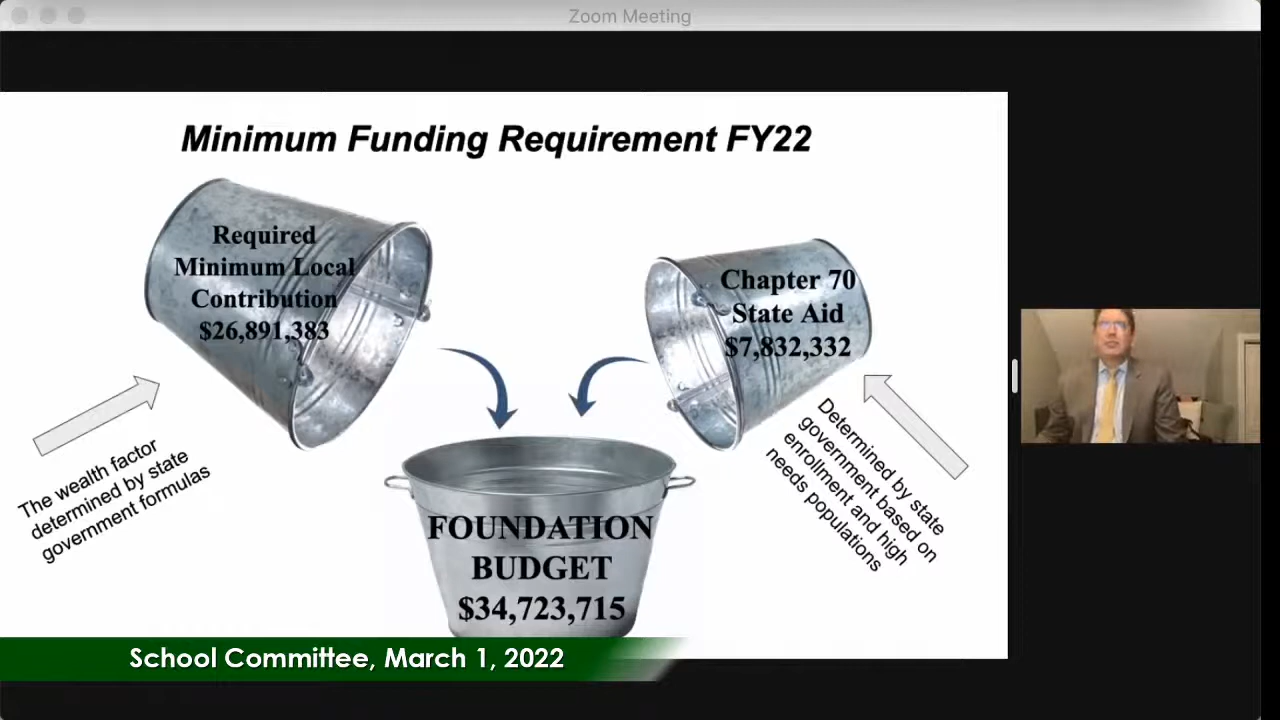 Zoom Meeting
Minimum Funding Requirement FY22
Required
Minimum Local
Contribution
$26,891,383
Chapter 70
State Aid
$7,832,332
The wealth factor
determined by state
government formulas
Determined by state
government based on
enrollment and high
needs populations
FOUNDATION
BUDGET
$34,723,715
School Committee, March 1, 2022